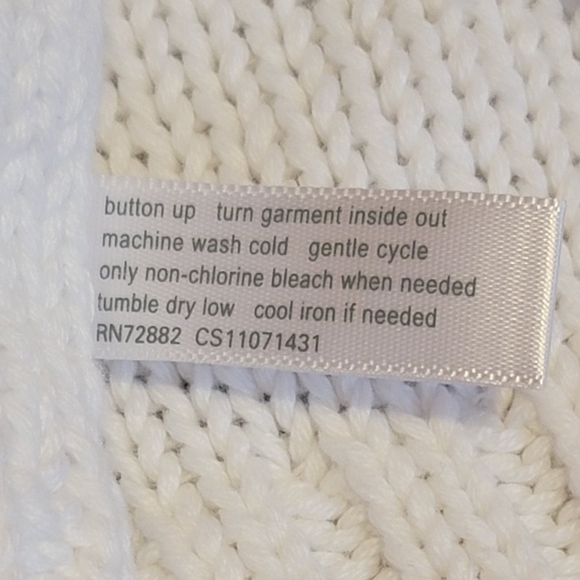 button up turn garment inside out
machine wash cold gentle cycle
only non-chlorine bleach when needed
tumble dry low cool iron if needed
RN72882 CS11071431